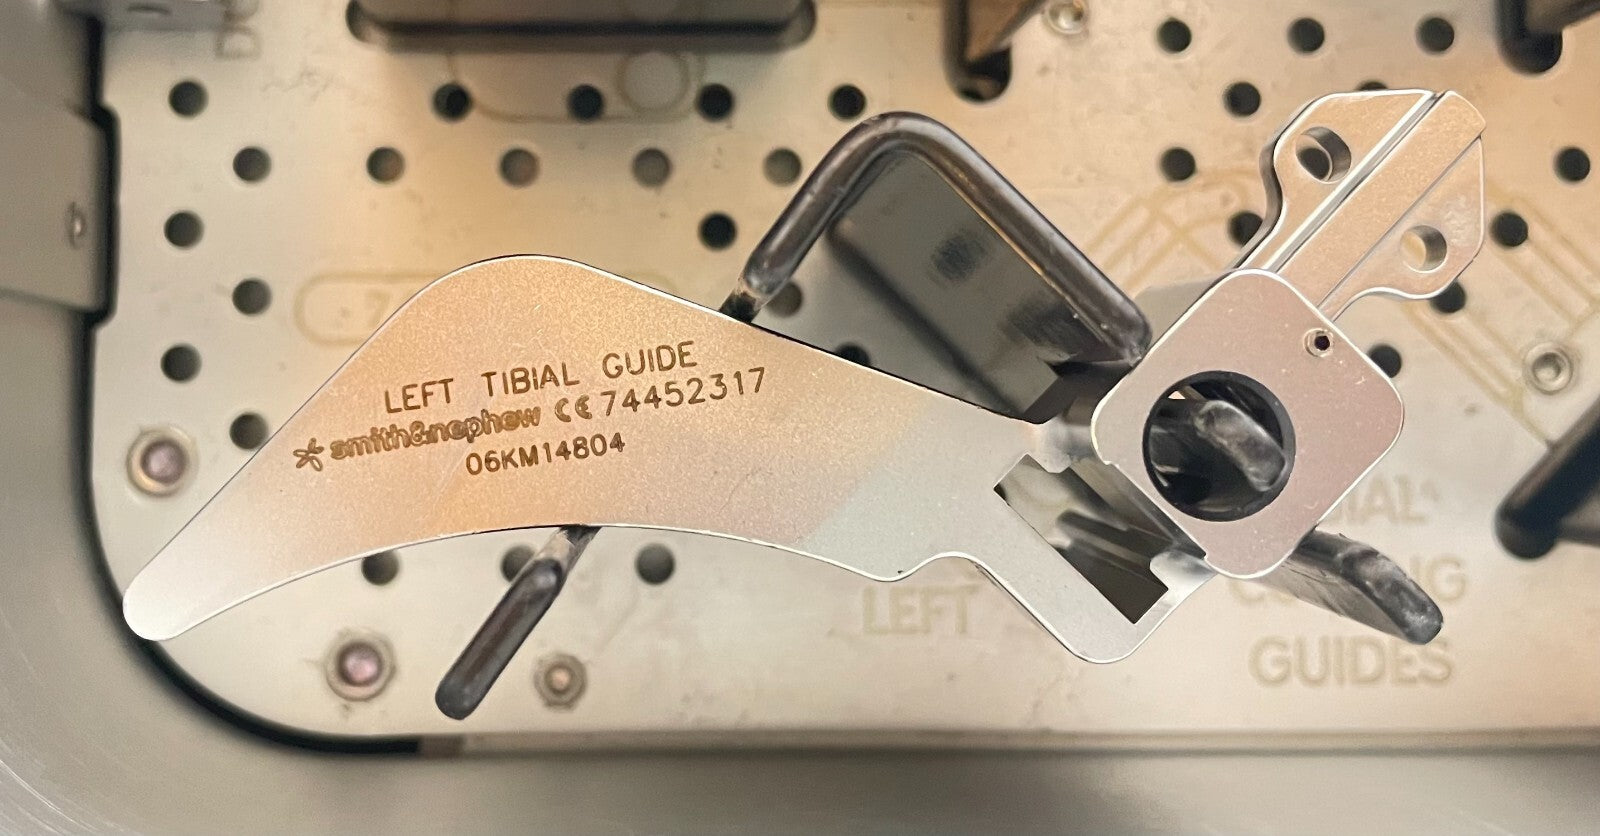 LEFT TIBIAL GUIDE
smith&nephew CE 74452317
06KM14804
LEFT
GUIDES